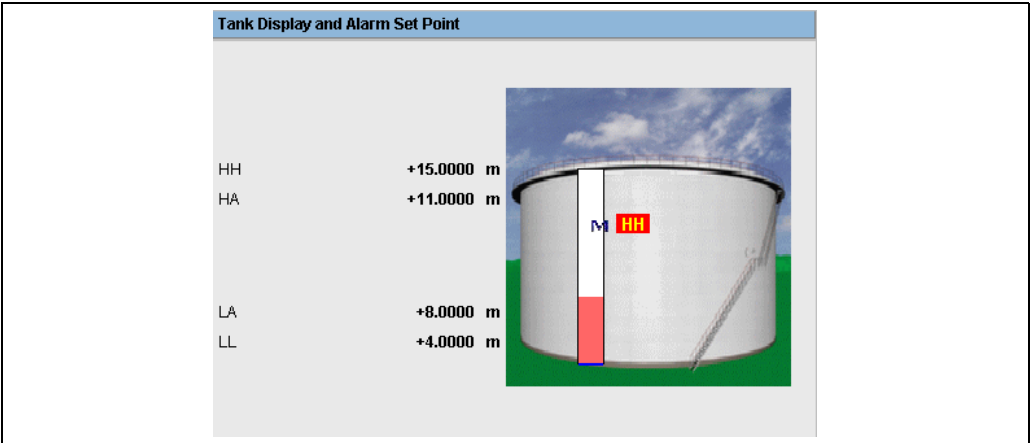 Tank Display and Alarm Set Point
HH +15.0000 m
HA +11.0000 m
M HH
LA +8.0000 m
LL +4.0000 m